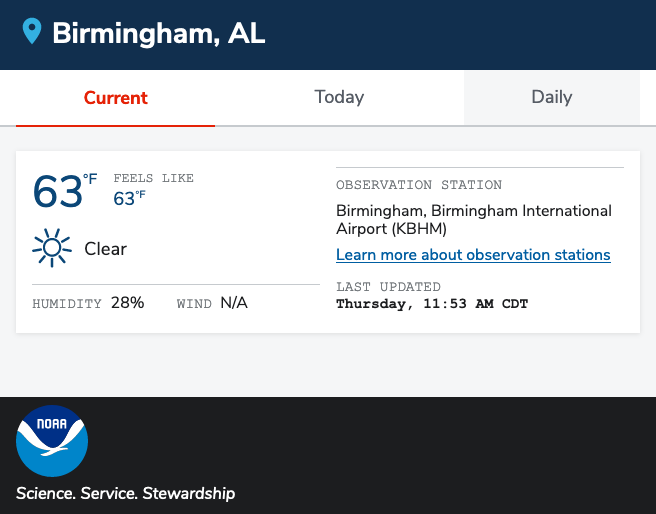 Birmingham, AL
Current
Today
Daily
63°F
FEELS LIKE
63°F
Clear
HUMIDITY 28%
WIND N/A
OBSERVATION STATION
Birmingham, Birmingham International
Airport (KBHM)
Learn more about observation stations
LAST UPDATED
Thursday, 11:53 AM CDT
NOAA
Science. Service. Stewardship